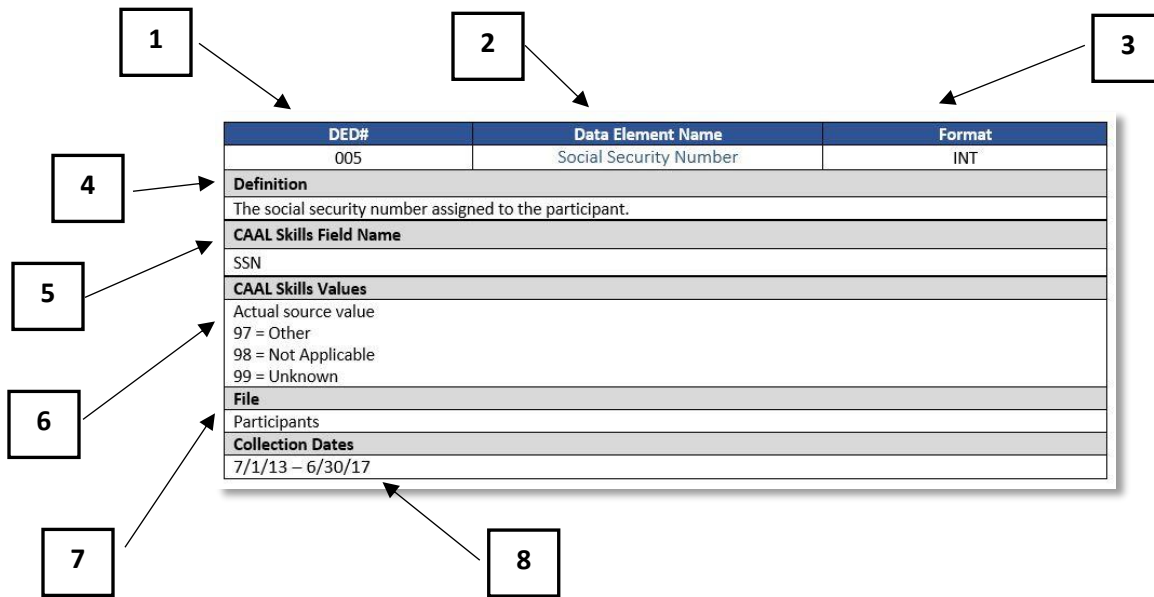 1
2
3
DED# Data Element Name Format
005 Social Security Number INT
4
Definition
The social security number assigned to the participant.
CAAL Skills Field Name
5
SSN
CAAL Skills Values
Actual source value
97 = Other
98 = Not Applicable
99 = Unknown
6
File
Participants
Collection Dates
7/1/13 – 6/30/17
7
8